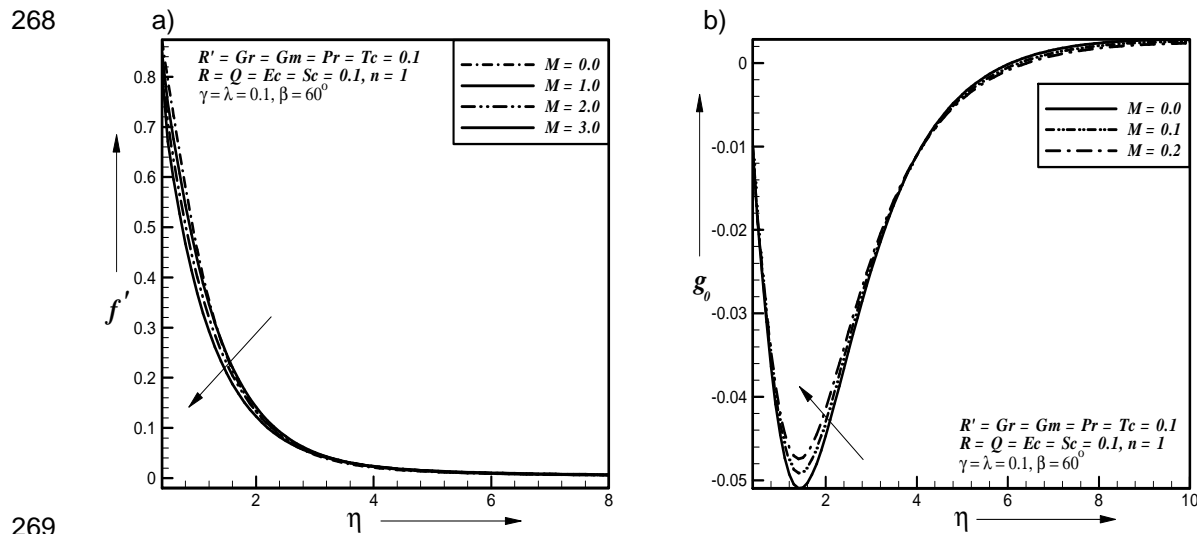 268
a)
R' = Gr = Gm = Pr = Tc = 0.1
R = Q = Ec = Sc = 0.1, n = 1
γ = λ = 0.1, β = 60°
M = 0.0
M = 1.0
M = 2.0
M = 3.0
0.8
0.7
0.6
0.5
0.4
0.3
0.2
0.1
0
f'
2
4
6
8
η
b)
0
-0.01
-0.02
-0.03
-0.04
-0.05
g₀
M = 0.0
M = 0.1
M = 0.2
R' = Gr = Gm = Pr = Tc = 0.1
R = Q = Ec = Sc = 0.1, n = 1
γ = λ = 0.1, β = 60°
2
4
6
8
10
η
269